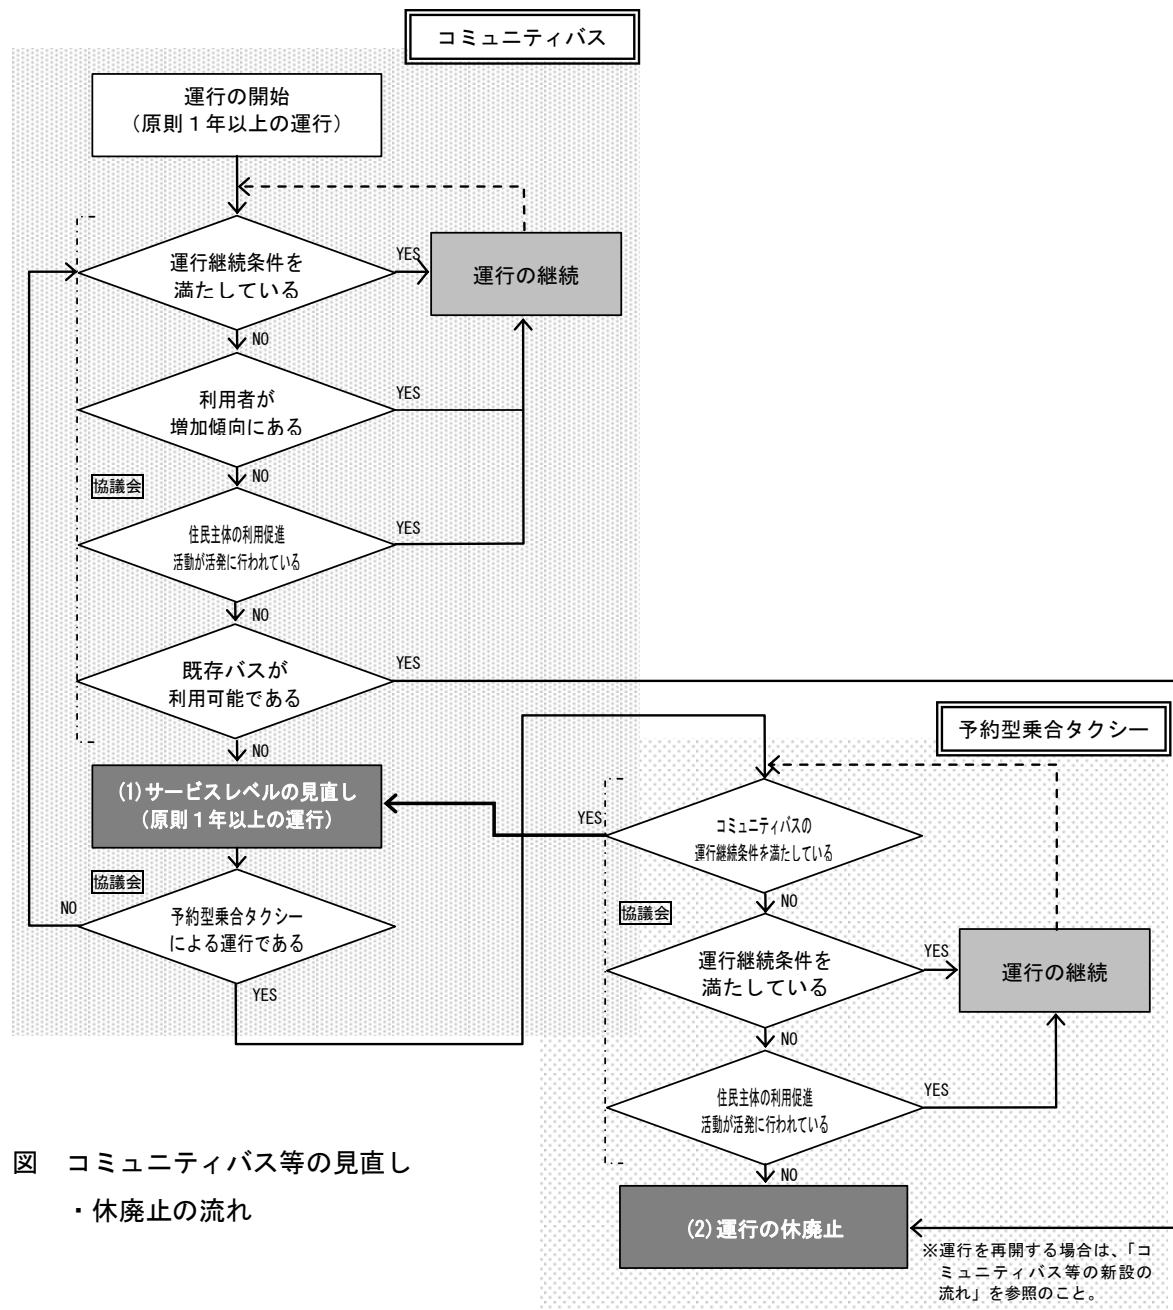 コミュニティバス
運行の開始
(原則１年以上の運行)
運行継続条件を
満たしている
YES
運行の継続
NO
利用者が
増加傾向にある
YES
NO
協議会
住民主体の利用促進
活動が活発に行われている
YES
NO
既存バスが
利用可能である
YES
NO
(1)サービスレベルの見直し
(原則１年以上の運行)
協議会
NO
予約型乗合タクシー
による運行である
YES
予約型乗合タクシー
YES
コミュニティバスの
運行継続条件を満たしている
NO
協議会
運行継続条件を
満たしている
YES
運行の継続
NO
住民主体の利用促進
活動が活発に行われている
YES
NO
(2)運行の休廃止
※運行を再開する場合は、「コ
ミュニティバス等の新設の
流れ」を参照のこと。
図　コミュニティバス等の見直し
・休廃止の流れ